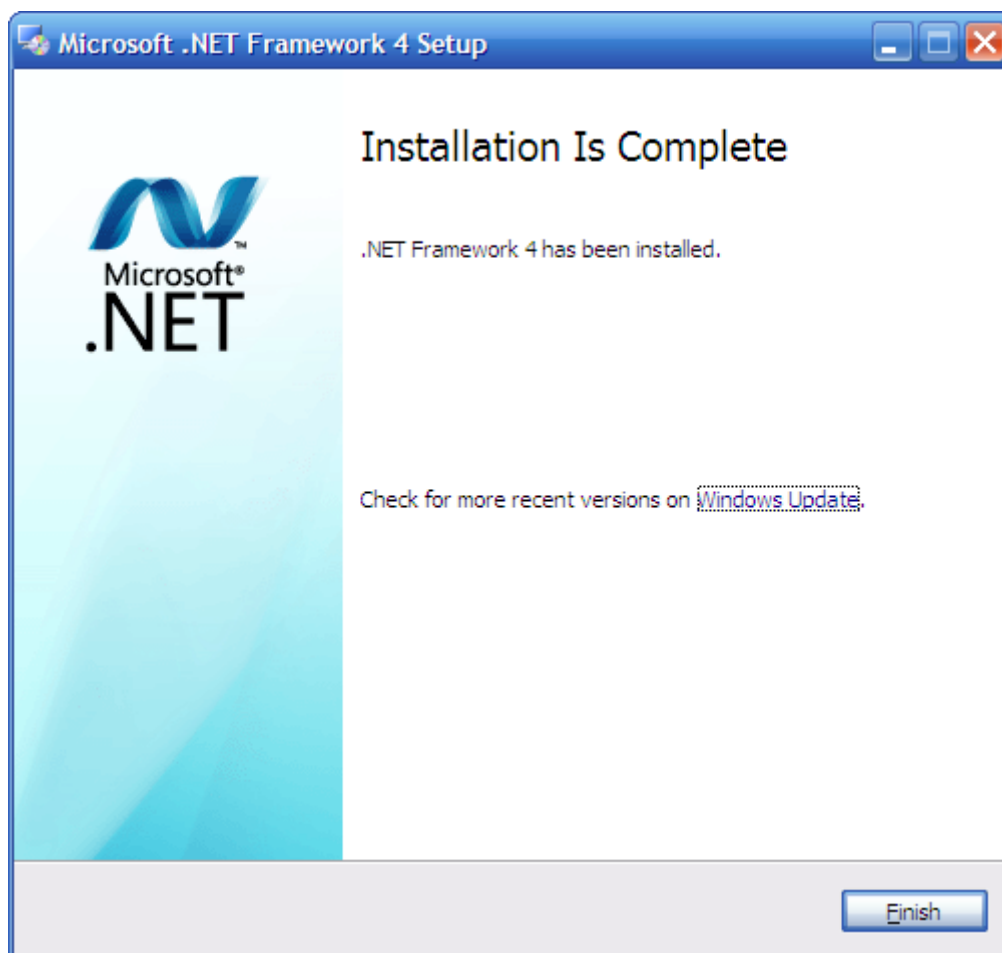 Microsoft .NET Framework 4 Setup
Installation Is Complete
.NET Framework 4 has been installed.
Microsoft®
.NET™
Check for more recent versions on Windows Update.
Finish